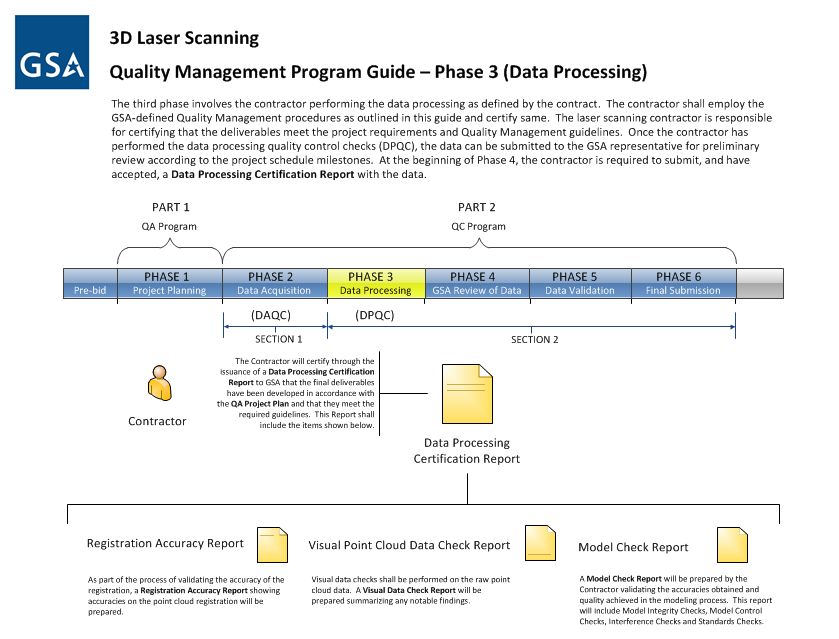 GSA
3D Laser Scanning
Quality Management Program Guide – Phase 3 (Data Processing)
The third phase involves the contractor performing the data processing as defined by the contract. The contractor shall employ the
GSA-defined Quality Management procedures as outlined in this guide and certify same. The laser scanning contractor is responsible
for certifying that the deliverables meet the project requirements and Quality Management guidelines. Once the contractor has
performed the data processing quality control checks (DPQC), the data can be submitted to the GSA representative for preliminary
review according to the project schedule milestones. At the beginning of Phase 4, the contractor is required to submit, and have
accepted, a Data Processing Certification Report with the data.
PART 1
QA Program
PART 2
QC Program
Pre-bid
PHASE 1
Project Planning
PHASE 2
Data Acquisition
PHASE 3
Data Processing
PHASE 4
GSA Review of Data
PHASE 5
Data Validation
PHASE 6
Final Submission
(DAQC)
(DPQC)
SECTION 1
SECTION 2
Contractor
The Contractor will certify through the
issuance of a Data Processing Certification
Report to GSA that the final deliverables
have been developed in accordance with
the QA Project Plan and that they meet the
required guidelines. This Report shall
include the items shown below.
Data Processing
Certification Report
Registration Accuracy Report
As part of the process of validating the accuracy of the
registration, a Registration Accuracy Report showing
accuracies on the point cloud registration will be
prepared.
Visual Point Cloud Data Check Report
Visual data checks shall be performed on the raw point
cloud data. A Visual Data Check Report will be
prepared summarizing any notable findings.
Model Check Report
A Model Check Report will be prepared by the
Contractor validating the accuracies obtained and
quality achieved in the modeling process. This report
will include Model Integrity Checks, Model Control
Checks, Interference Checks and Standards Checks.